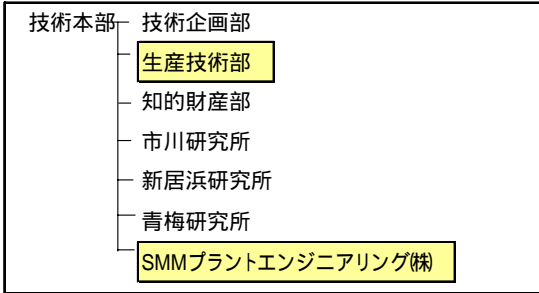 技術本部 技術企画部
生産技術部
知的財産部
市川研究所
新居浜研究所
青梅研究所
SMMプラントエンジニアリング㈱